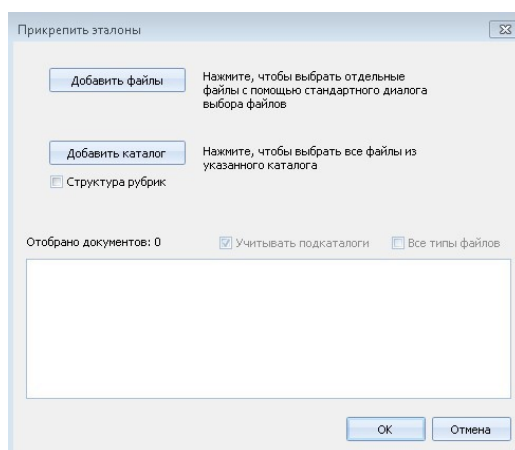 Прикрепить эталоны
Добавить файлы
Нажмите, чтобы выбрать отдельные
файлы с помощью стандартного диалога
выбора файлов
Добавить каталог
Нажмите, чтобы выбрать все файлы из
указанного каталога
Структура рубрик
Отобрано документов: 0
Учитывать подкаталоги
Все типы файлов
ОК
Отмена